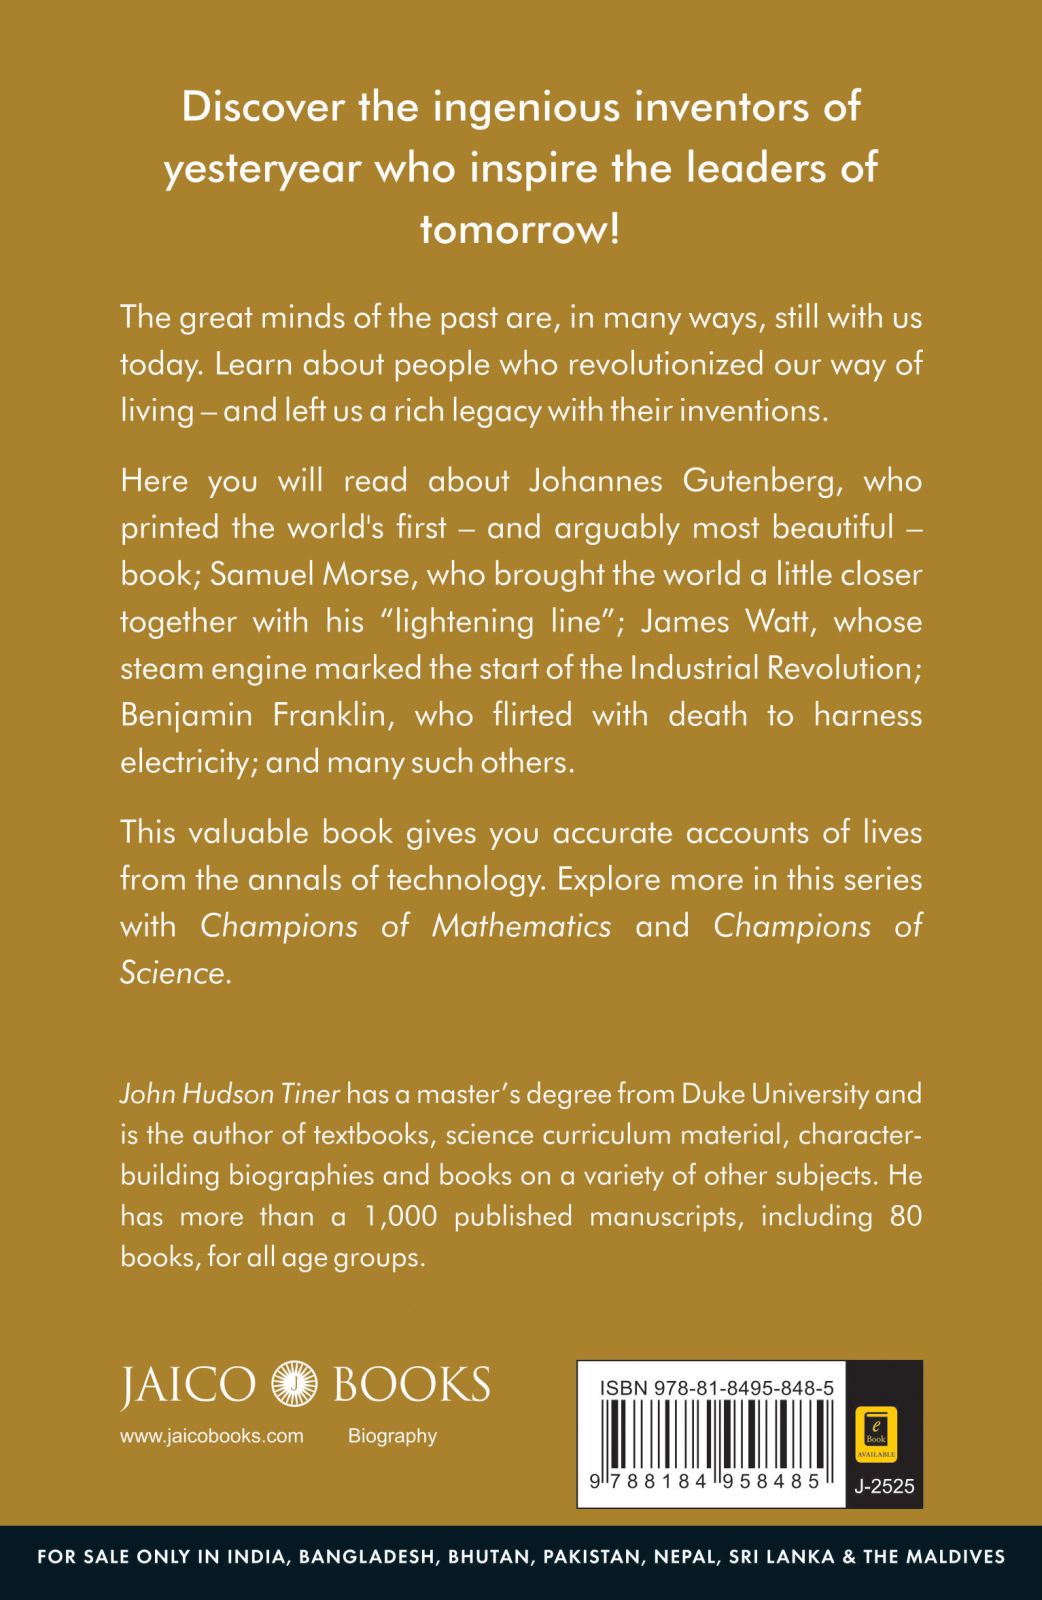 Discover the ingenious inventors of
yesteryear who inspire the leaders of
tomorrow!
The great minds of the past are, in many ways, still with us
today. Learn about people who revolutionized our way of
living – and left us a rich legacy with their inventions.
Here you will read about Johannes Gutenberg, who
printed the world's first – and arguably most beautiful –
book; Samuel Morse, who brought the world a little closer
together with his “lightening line”; James Watt, whose
steam engine marked the start of the Industrial Revolution;
Benjamin Franklin, who flirted with death to harness
electricity; and many such others.
This valuable book gives you accurate accounts of lives
from the annals of technology. Explore more in this series
with Champions of Mathematics and Champions of
Science.
John Hudson Tiner has a master’s degree from Duke University and
is the author of textbooks, science curriculum material, character-
building biographies and books on a variety of other subjects. He
has more than a 1,000 published manuscripts, including 80
books, for all age groups.
JAICO J BOOKS
www.jaicobooks.com Biography
ISBN 978-81-8495-848-5
9 788184 958485
e
Book
AVAILABLE
J-2525
FOR SALE ONLY IN INDIA, BANGLADESH, BHUTAN, PAKISTAN, NEPAL, SRI LANKA & THE MALDIVES